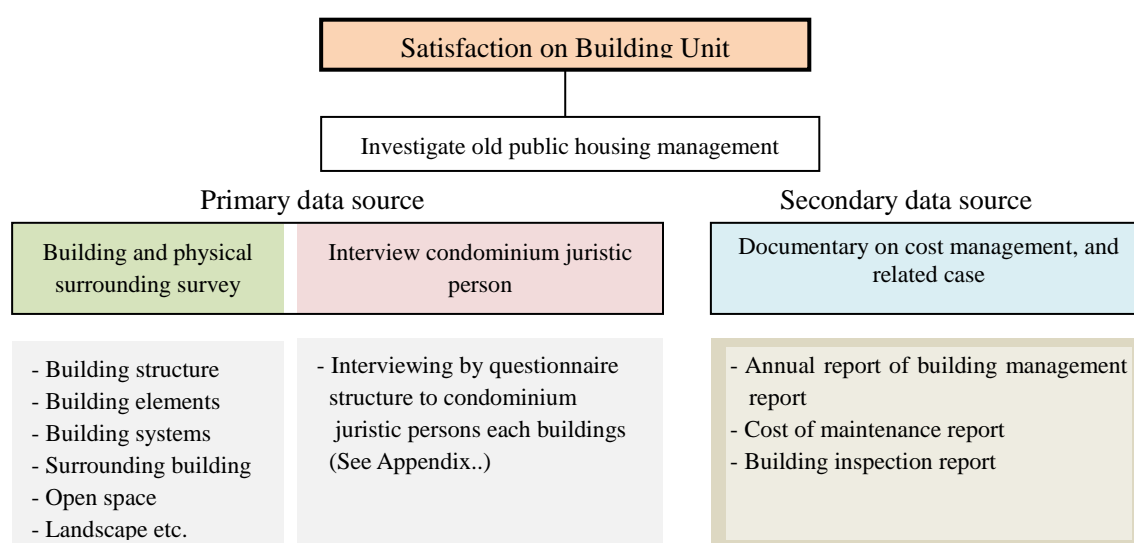 Satisfaction on Building Unit
Investigate old public housing management
Primary data source
Secondary data source
Building and physical
surrounding survey
Interview condominium juristic
person
Documentary on cost management, and
related case
- Building structure
- Building elements
- Building systems
- Surrounding building
- Open space
- Landscape etc.
- Interviewing by questionnaire
structure to condominium
juristic persons each buildings
(See Appendix..)
- Annual report of building management
report
- Cost of maintenance report
- Building inspection report